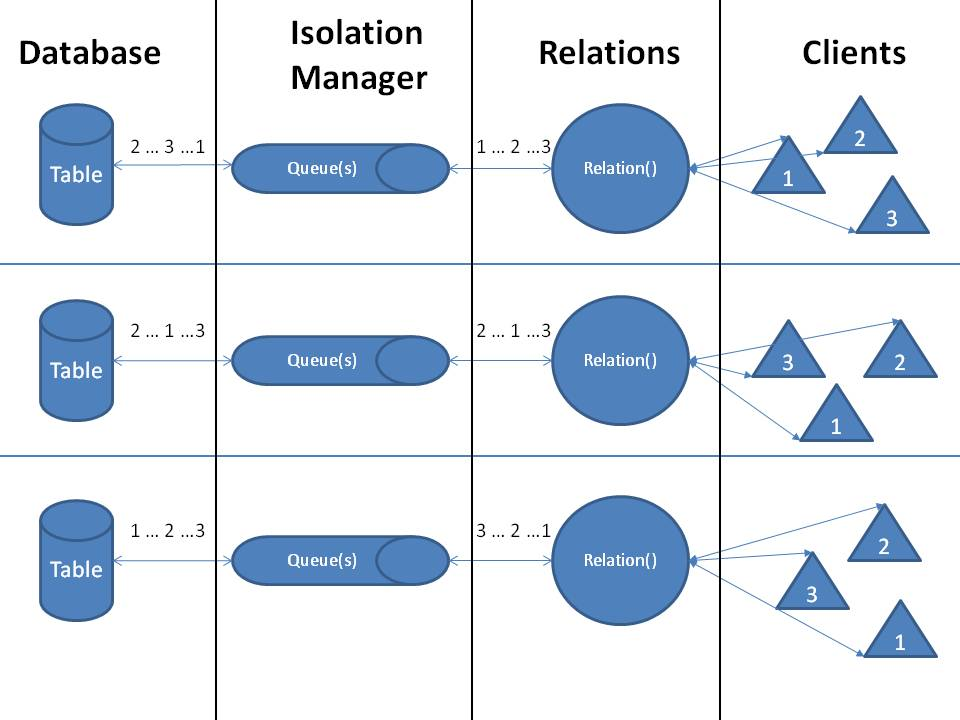 Database
Isolation
Manager
Relations
Clients
2 ... 3 ...1
1 ... 2 ...3
Table
Queue(s)
Relation()
1
2
3
2 ... 1 ...3
2 ... 1 ...3
Table
Queue(s)
Relation()
3
2
1
1 ... 2 ...3
3 ... 2 ...1
Table
Queue(s)
Relation()
2
3
1